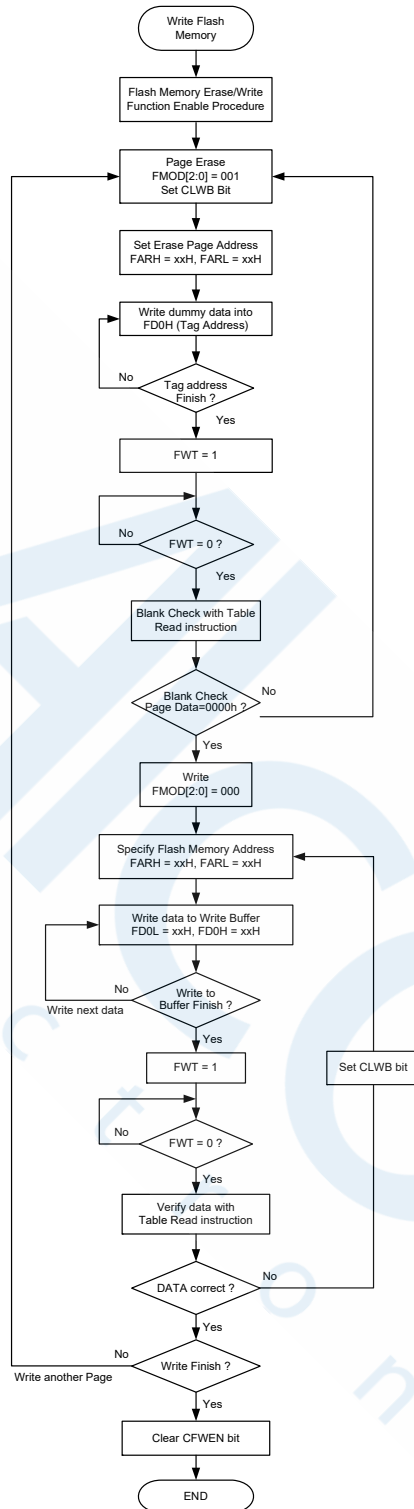 Write Flash
Memory
Flash Memory Erase/Write
Function Enable Procedure
Page Erase
FMOD[2:0] = 001
Set CLWB Bit
Set Erase Page Address
FARH = xxH, FARL = xxH
Write dummy data into
FD0H (Tag Address)
No
Tag address
Finish ?
Yes
FWT = 1
No
FWT = 0 ?
Yes
Blank Check with Table
Read instruction
Blank Check
Page Data=0000h ?
No
Yes
Write
FMOD[2:0] = 000
Specify Flash Memory Address
FARH = xxH, FARL = xxH
Write data to Write Buffer
FD0L = xxH, FD0H = xxH
No
Write to
Buffer Finish ?
Write next data
Yes
FWT = 1
Set CLWB bit
No
FWT = 0 ?
Yes
Verify data with
Table Read instruction
No
DATA correct ?
Yes
No
Write Finish ?
Write another Page
Yes
Clear CFWEN bit
END